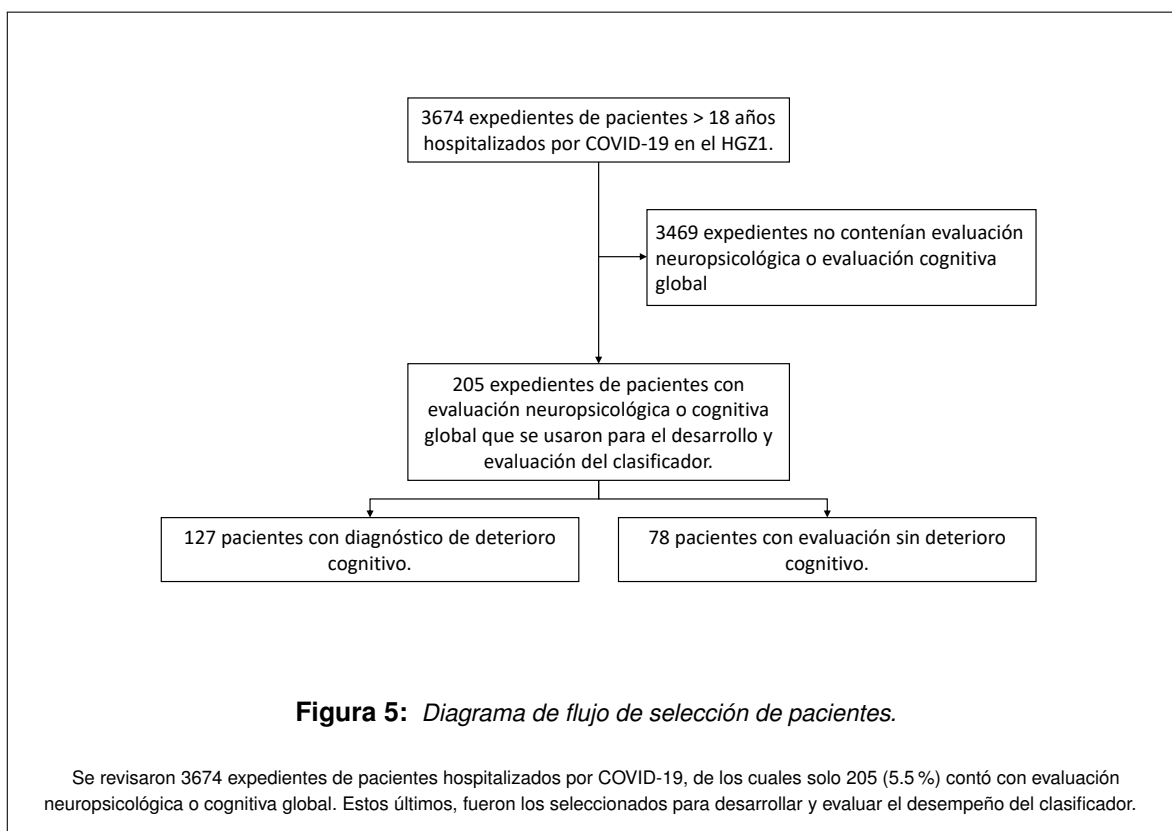 3674 expedientes de pacientes > 18 años
hospitalizados por COVID-19 en el HGZ1.
3469 expedientes no contenían evaluación
neuropsicológica o evaluación cognitiva
global
205 expedientes de pacientes con
evaluación neuropsicológica o cognitiva
global que se usaron para el desarrollo y
evaluación del clasificador.
127 pacientes con diagnóstico de deterioro
cognitivo.
78 pacientes con evaluación sin deterioro
cognitivo.
Figura 5: Diagrama de flujo de selección de pacientes.
Se revisaron 3674 expedientes de pacientes hospitalizados por COVID-19, de los cuales solo 205 (5.5 %) contó con evaluación
neuropsicológica o cognitiva global. Estos últimos, fueron los seleccionados para desarrollar y evaluar el desempeño del clasificador.